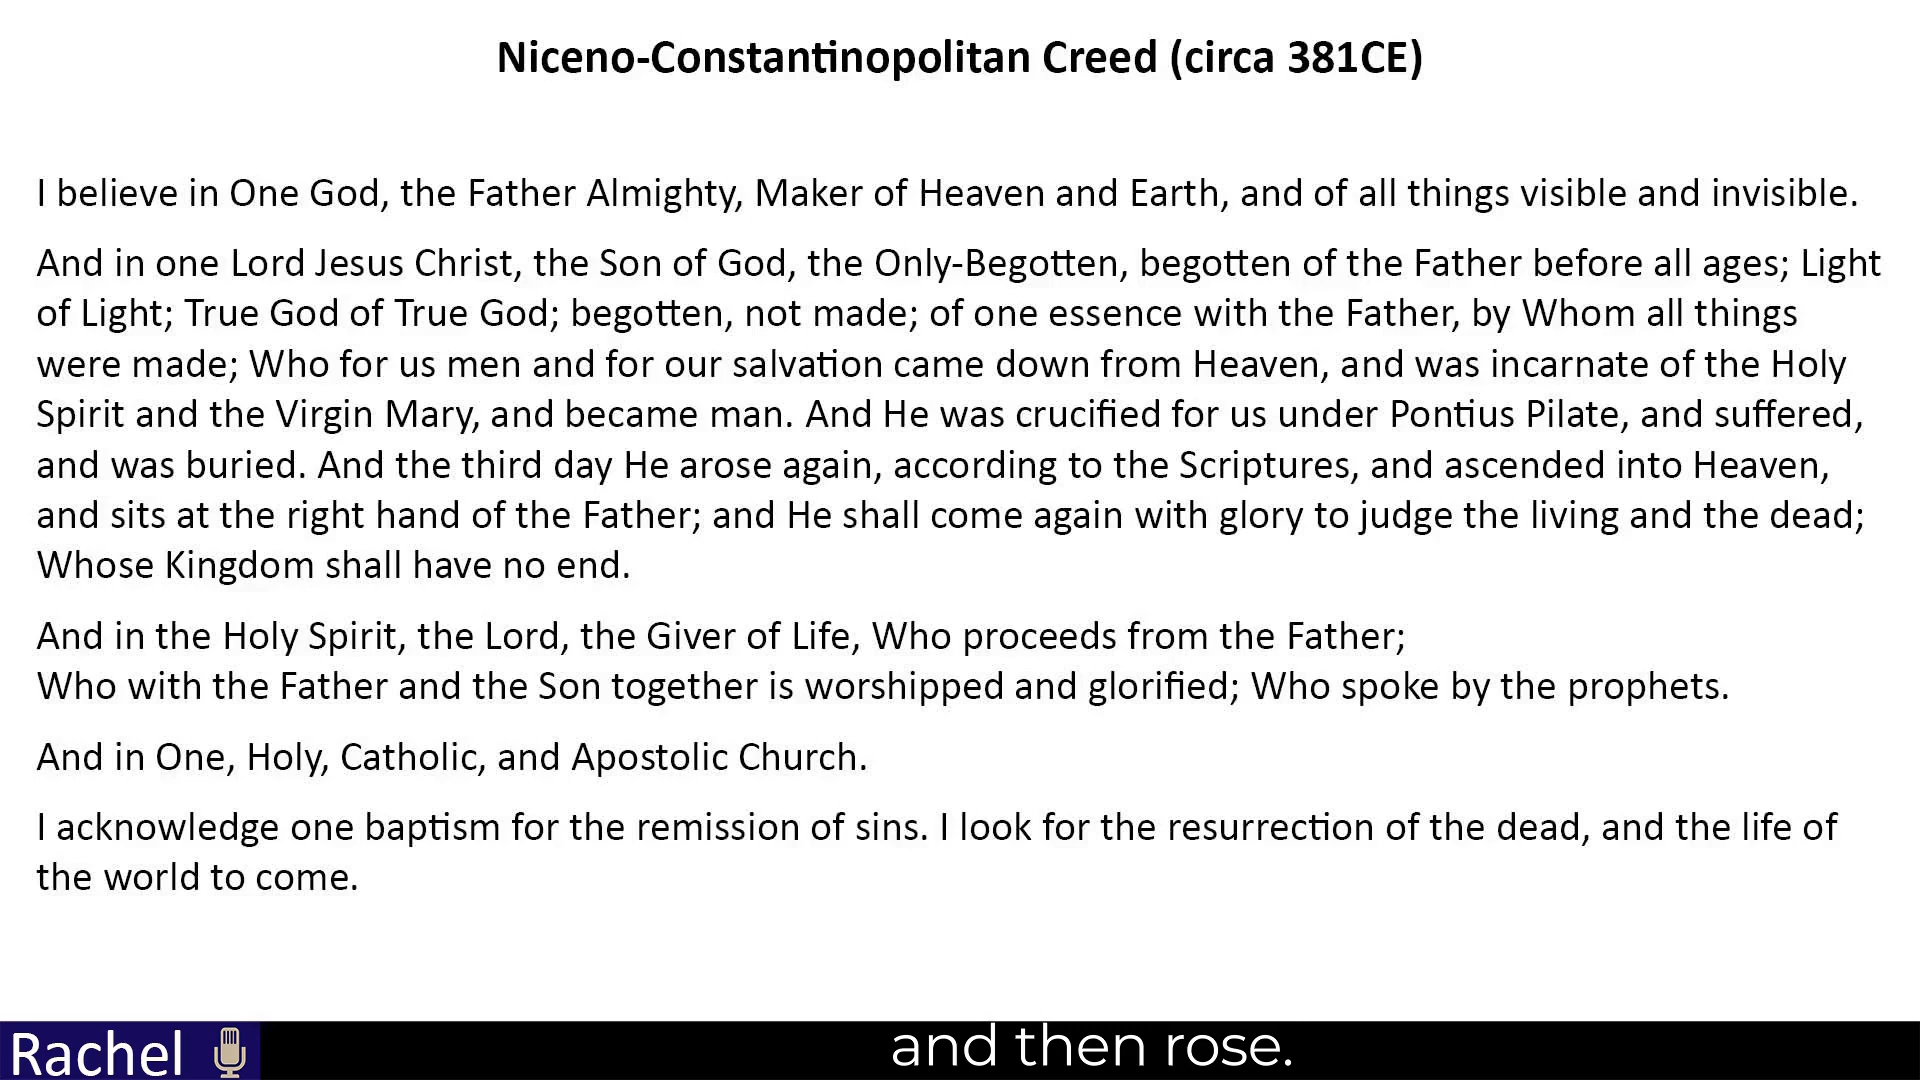 Niceno-Constantinopolitan Creed (circa 381CE)
I believe in One God, the Father Almighty, Maker of Heaven and Earth, and of all things visible and invisible.
And in one Lord Jesus Christ, the Son of God, the Only-Begotten, begotten of the Father before all ages; Light
of Light; True God of True God; begotten, not made; of one essence with the Father, by Whom all things
were made; Who for us men and for our salvation came down from Heaven, and was incarnate of the Holy
Spirit and the Virgin Mary, and became man. And He was crucified for us under Pontius Pilate, and suffered,
and was buried. And the third day He arose again, according to the Scriptures, and ascended into Heaven,
and sits at the right hand of the Father; and He shall come again with glory to judge the living and the dead;
Whose Kingdom shall have no end.
And in the Holy Spirit, the Lord, the Giver of Life, Who proceeds from the Father;
Who with the Father and the Son together is worshipped and glorified; Who spoke by the prophets.
And in One, Holy, Catholic, and Apostolic Church.
I acknowledge one baptism for the remission of sins. I look for the resurrection of the dead, and the life of
the world to come.
Rachel
and then rose.